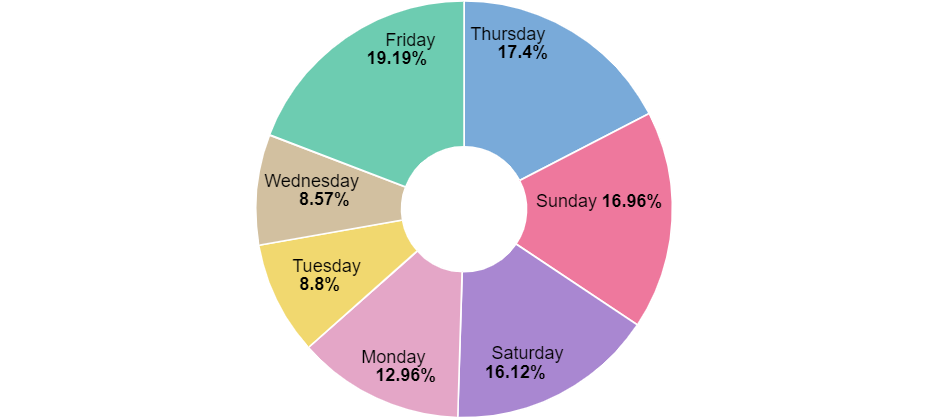 Thursday
17.4%
Sunday 16.96%
Saturday
16.12%
Monday
12.96%
Tuesday
8.8%
Wednesday
8.57%
Friday
19.19%